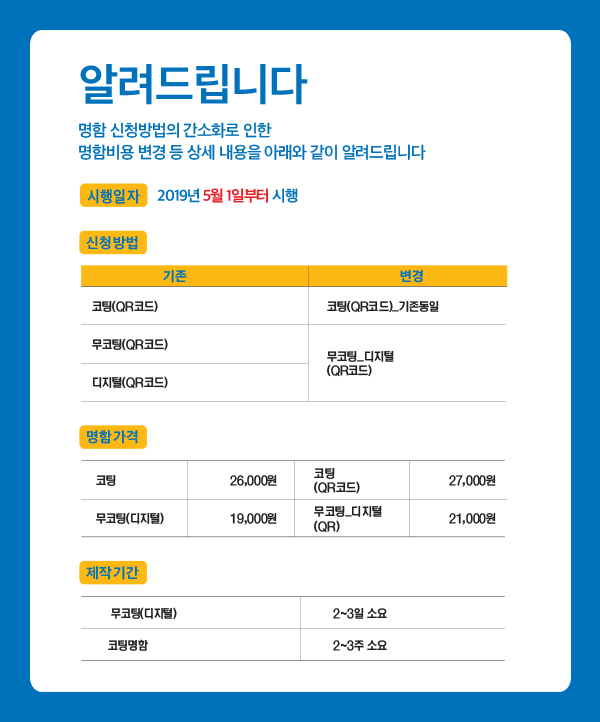 알려드립니다
명함 신청방법의 간소화로 인한
명함비용 변경 등 상세 내용을 아래와 같이 알려드립니다
시행일자 2019년 5월 1일부터 시행
신청방법
기존 변경
코팅(QR코드) 코팅(QR코드)_기존동일
무코팅(QR코드)
무코팅_디지털
(QR코드)
디지털(QR코드)
명함가격
코팅 26,000원 코팅
(QR코드) 27,000원
무코팅(디지털) 19,000원 무코팅_디지털
(QR) 21,000원
제작기간
무코팅(디지털) 2~3일 소요
코팅명함 2~3주 소요